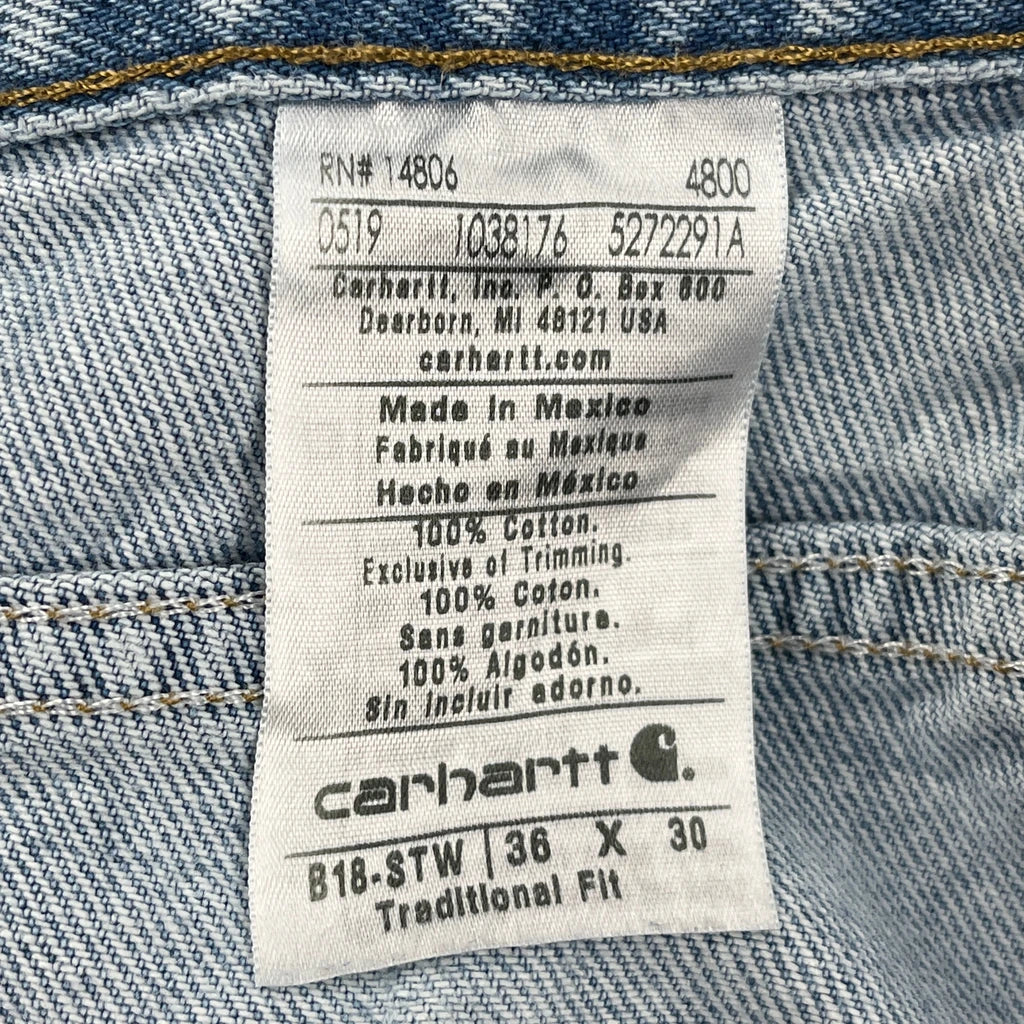 RN# 14806 4800
0519 1038176 5272291A
Carhartt, Inc. P. O. Box 600
Dearborn, MI 48121 USA
carhartt.com
Made in Mexico
Fabriqué au Mexique
Hecho en México
100% Cotton.
Exclusive of Trimming.
100% Coton.
Sans garniture.
100% Algodón.
Sin incluir adorno.
carhartt
B18-STW | 36 X 30
Traditional Fit